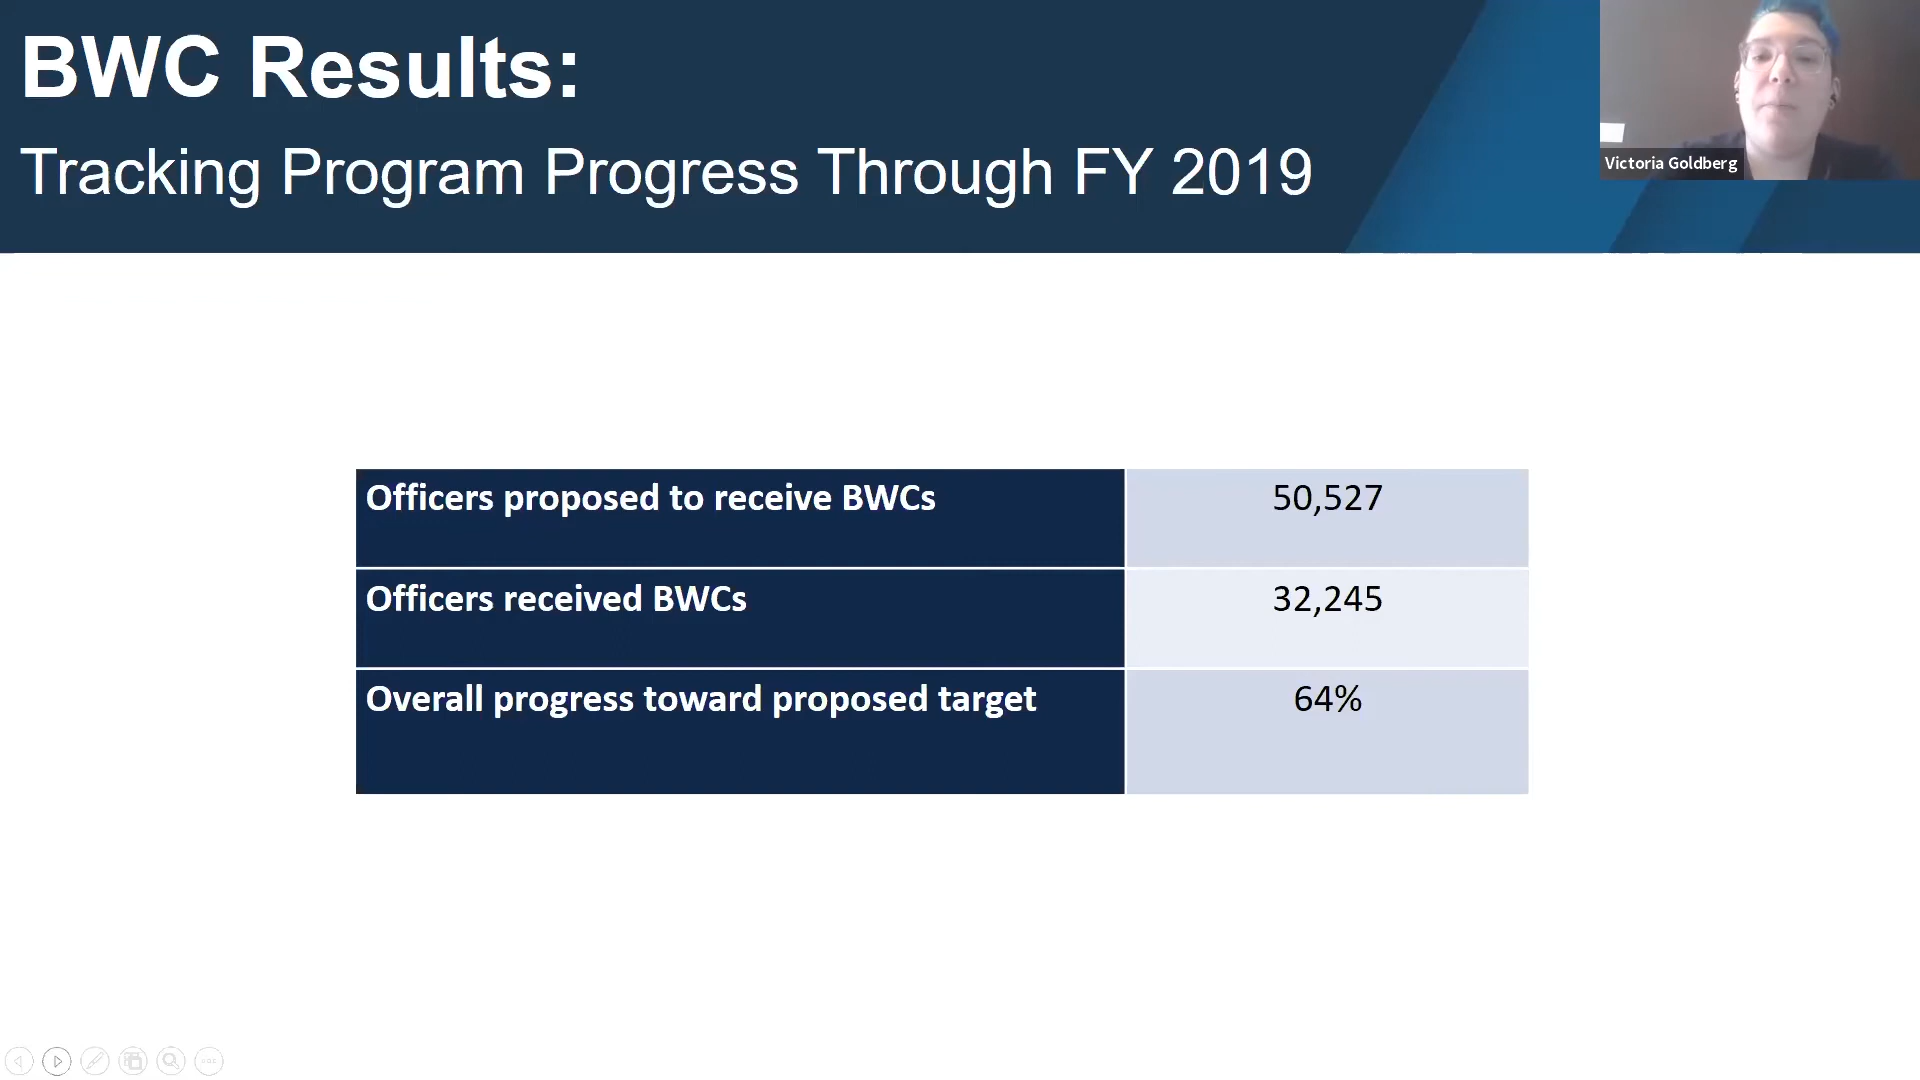 BWC Results:
Tracking Program Progress Through FY 2019
Victoria Goldberg
Officers proposed to receive BWCs 50,527
Officers received BWCs 32,245
Overall progress toward proposed target 64%